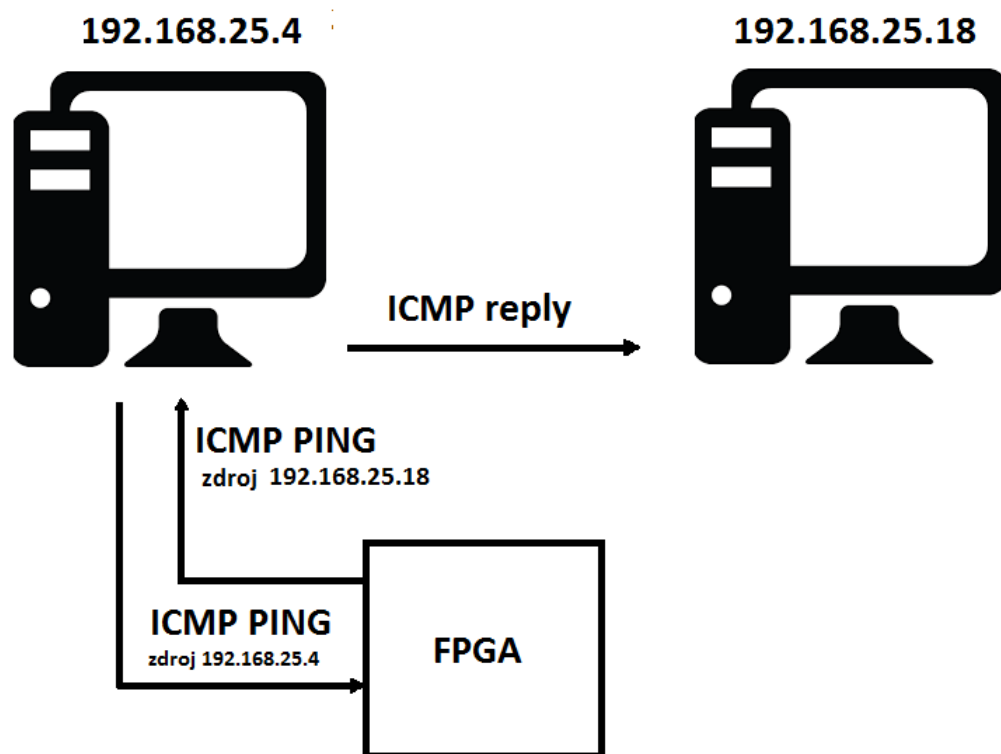 192.168.25.4
192.168.25.18
ICMP reply
ICMP PING
zdroj 192.168.25.18
ICMP PING
zdroj 192.168.25.4
FPGA